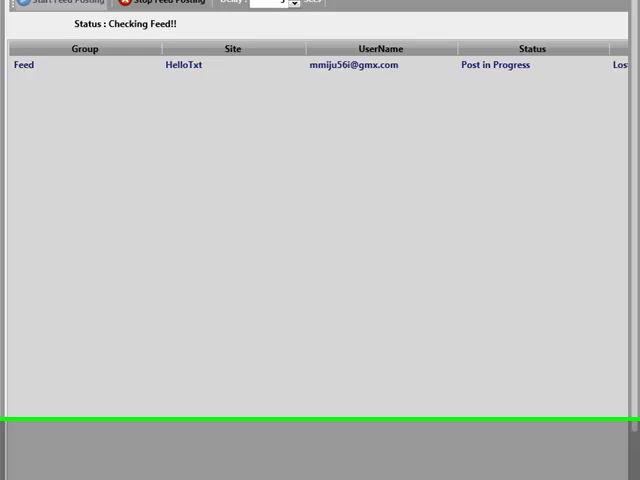 Start Feed Posting Stop Feed Posting Delay : Secs
Status : Checking Feed!!
Group Site UserName Status
Feed HelloTxt mmiju56i@gmx.com Post in Progress Los